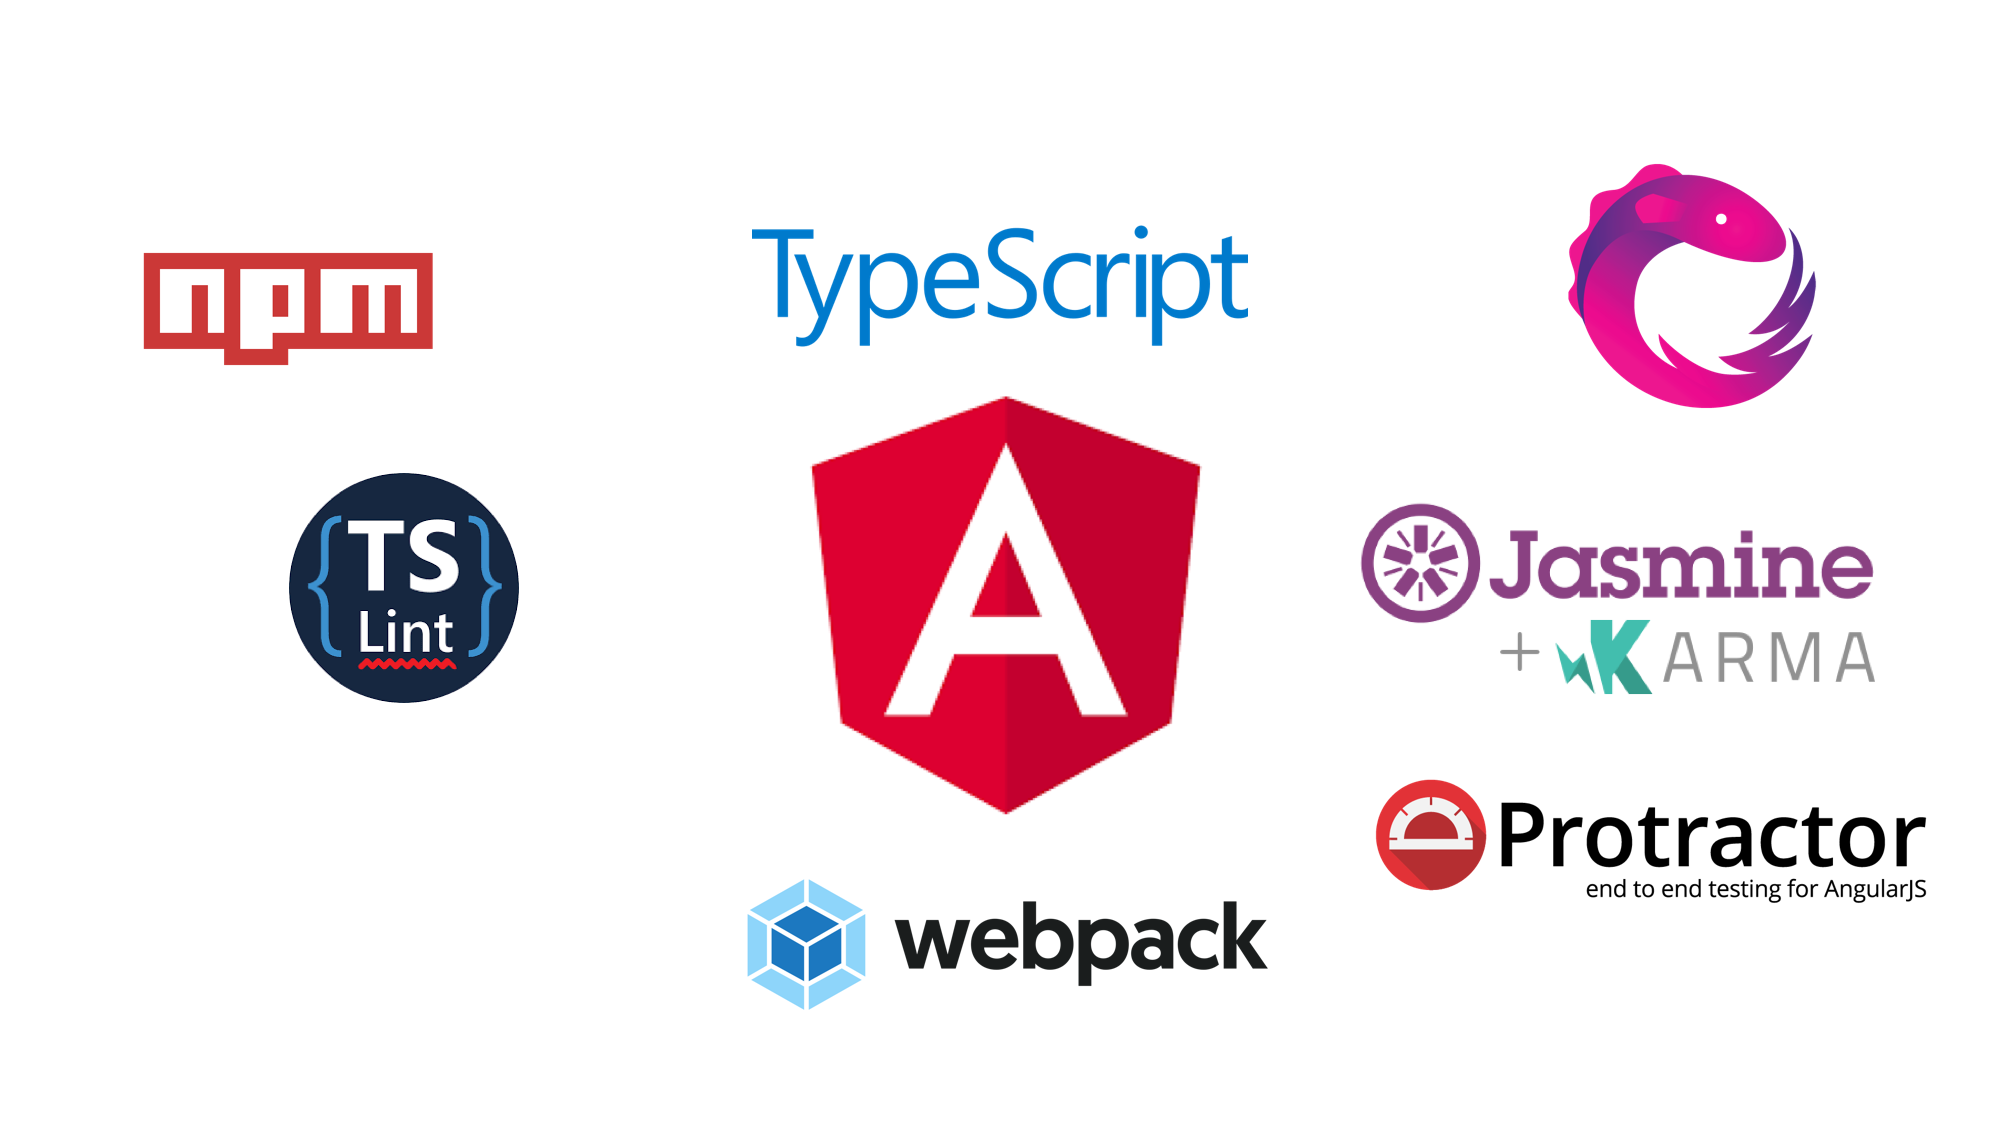 npm
TypeScript
{TS}
Lint
A
Jasmine
+ KARMA
Protractor
end to end testing for AngularJS
webpack